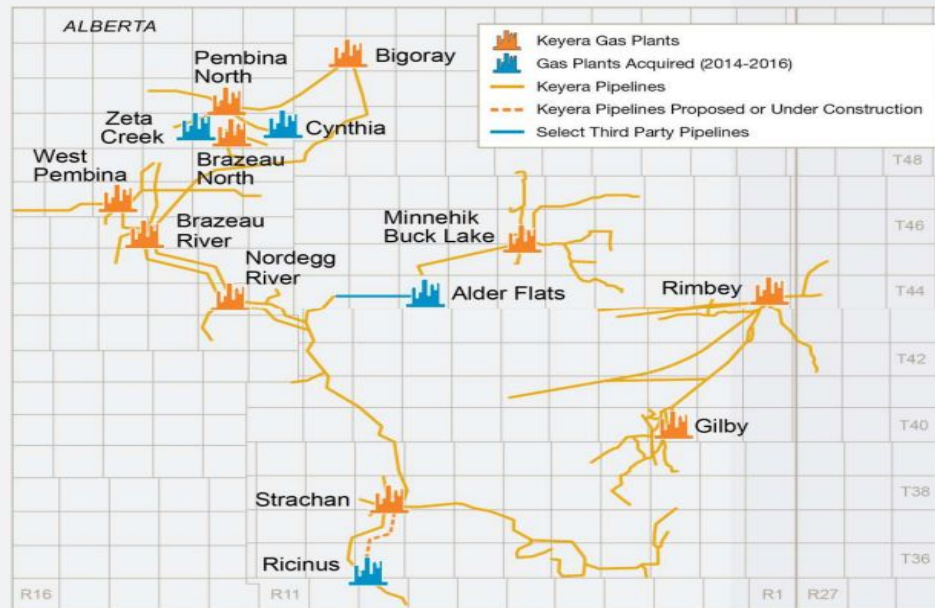 ALBERTA
Keyera Gas Plants
Gas Plants Acquired (2014-2016)
Keyera Pipelines
Keyera Pipelines Proposed or Under Construction
Select Third Party Pipelines
Bigoray
Pembina
North
Zeta
Creek
Cynthia
Brazeau
North
West
Pembina
T48
Brazeau
River
Minnehik
Buck Lake
T46
Nordegg
River
Alder Flats
Rimbey
T44
T42
Gilby
T40
Strachan
T38
Ricinus
T36
R16
R11
R1
R27